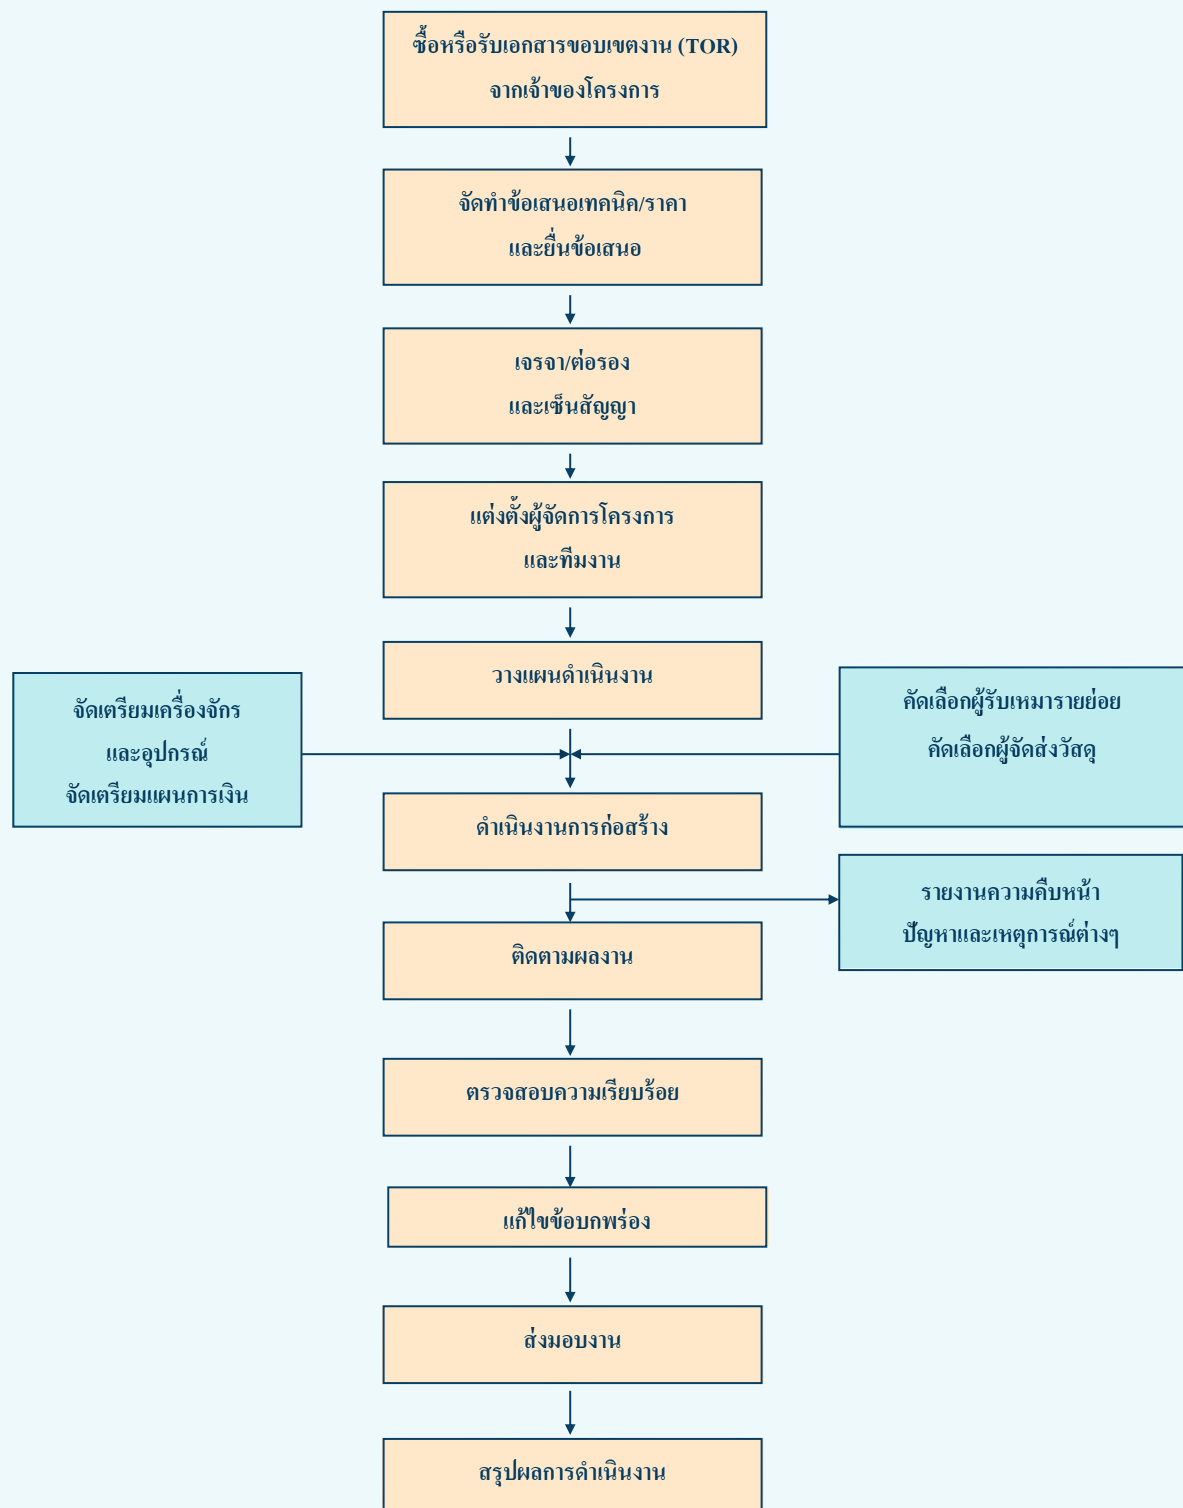 ซื้อหรือรับเอกสารขอบเขตงาน (TOR)
จากเจ้าของโครงการ
จัดทำข้อเสนอเทคนิค/ราคา
และยื่นข้อเสนอ
เจรจา/ต่อรอง
และเซ็นสัญญา
แต่งตั้งผู้จัดการโครงการ
และทีมงาน
วางแผนดำเนินงาน
จัดเตรียมเครื่องจักร
และอุปกรณ์
จัดเตรียมแผนการเงิน
คัดเลือกผู้รับเหมารายย่อย
คัดเลือกผู้จัดส่งวัสดุ
ดำเนินงานการก่อสร้าง
รายงานความคืบหน้า
ปัญหาและเหตุการณ์ต่างๆ
ติดตามผลงาน
ตรวจสอบความเรียบร้อย
แก้ไขข้อบกพร่อง
ส่งมอบงาน
สรุปผลการดำเนินงาน